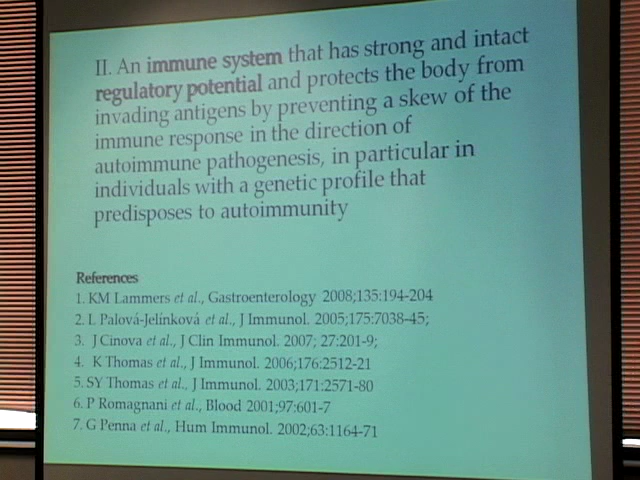 II. An immune system that has strong and intact
regulatory potential and protects the body from
invading antigens by preventing a skew of the
immune response in the direction of
autoimmune pathogenesis, in particular in
individuals with a genetic profile that
predisposes to autoimmunity
References
1. KM Lammers et al., Gastroenterology 2008;135:194-204
2. L Palová-Jelínková et al., J Immunol. 2005;175:7038-45;
3. J Cinova et al., J Clin Immunol. 2007; 27:201-9;
4. K Thomas et al., J Immunol. 2006;176:2512-21
5. SY Thomas et al., J Immunol. 2003;171:2571-80
6. P Romagnani et al., Blood 2001;97:601-7
7. G Penna et al., Hum Immunol. 2002;63:1164-71